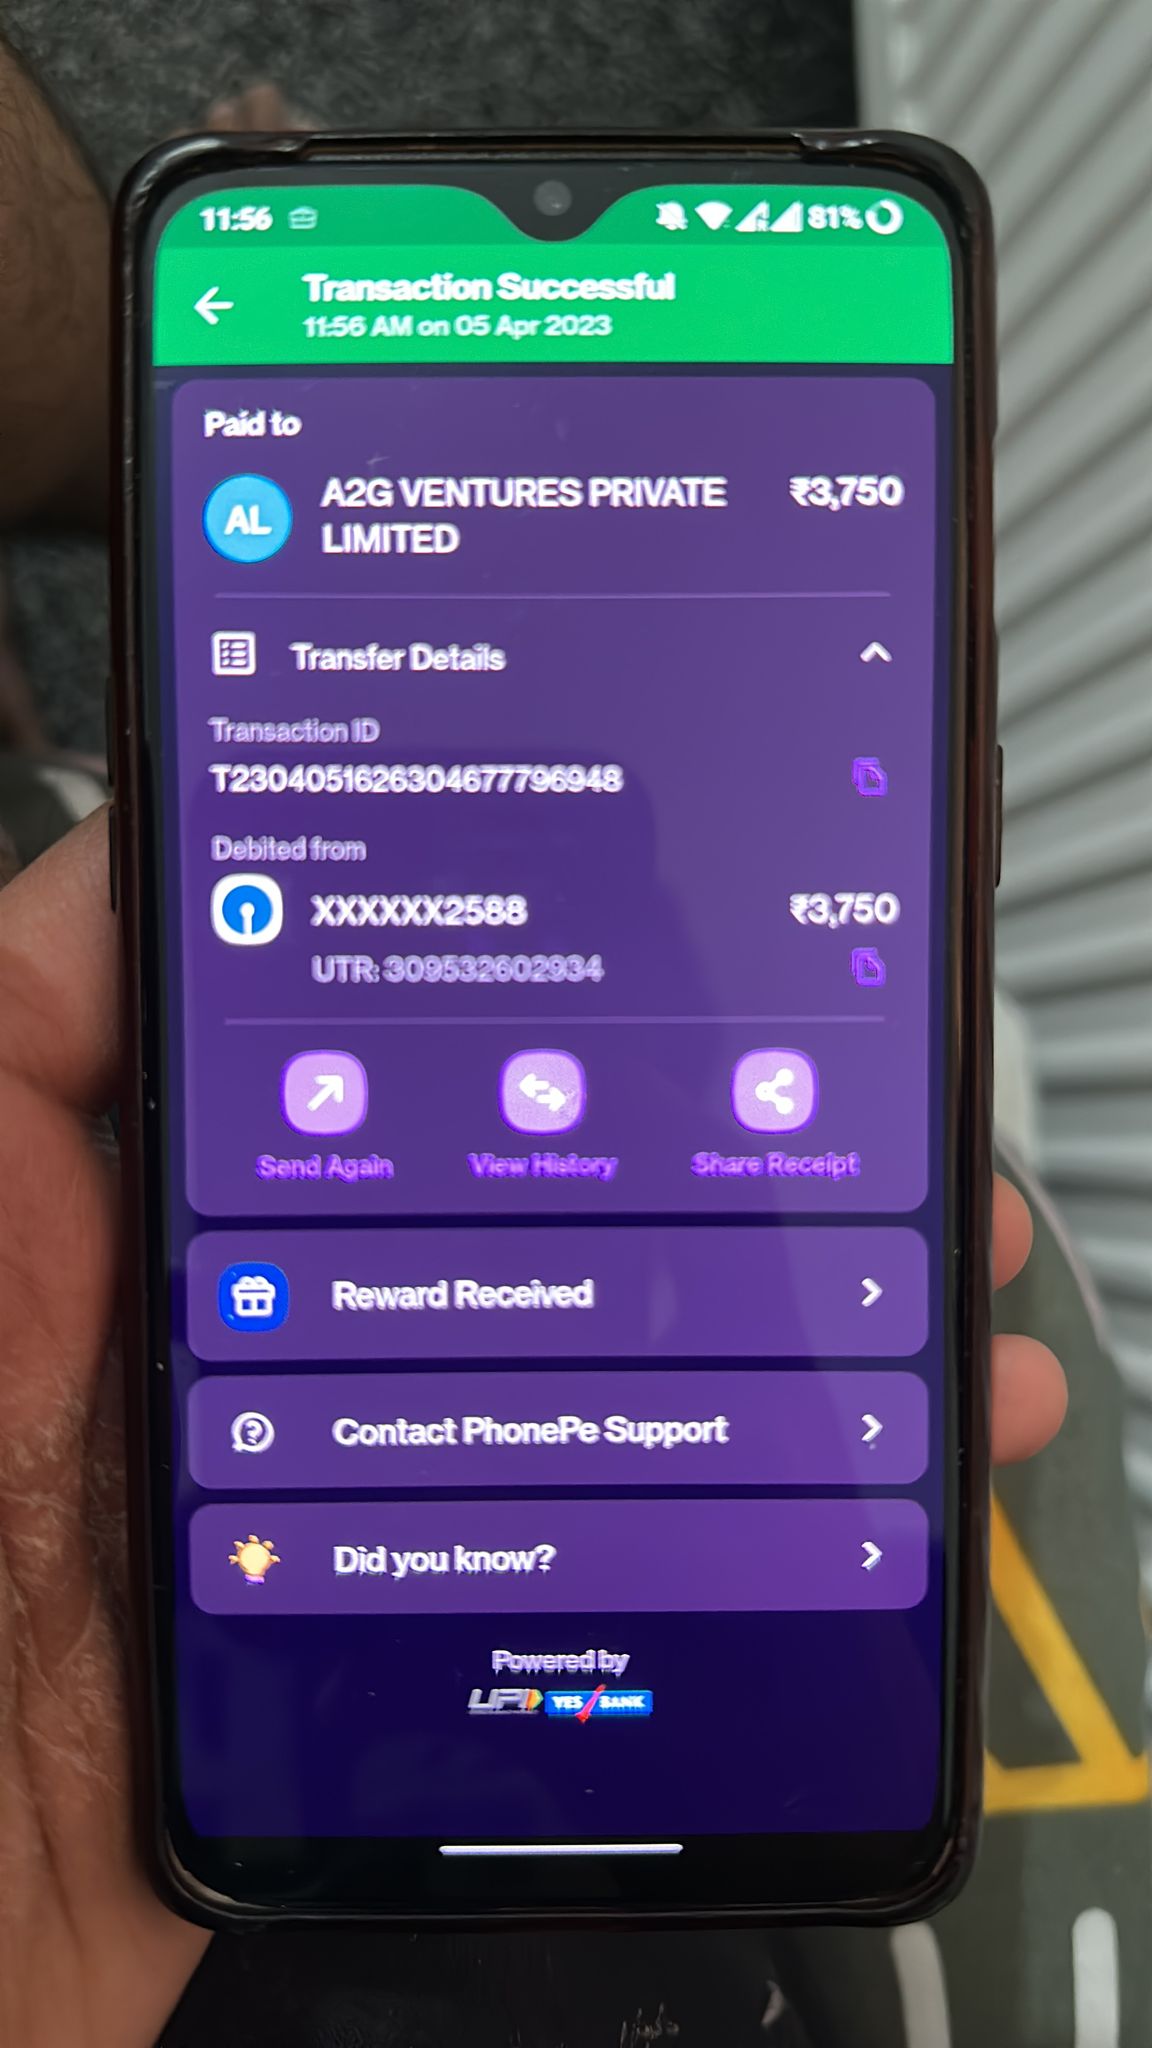 11:56
81%
Transaction Successful
11:56 AM on 05 Apr 2023
Paid to
AL
A2G VENTURES PRIVATE
LIMITED
₹3,750
Transfer Details
Transaction ID
T2304051626304677796948
Debited from
XXXXXX2588
₹3,750
UTR: 309532602934
Send Again
View History
Share Receipt
Reward Received
Contact PhonePe Support
Did you know?
Powered by
UPI YES BANK